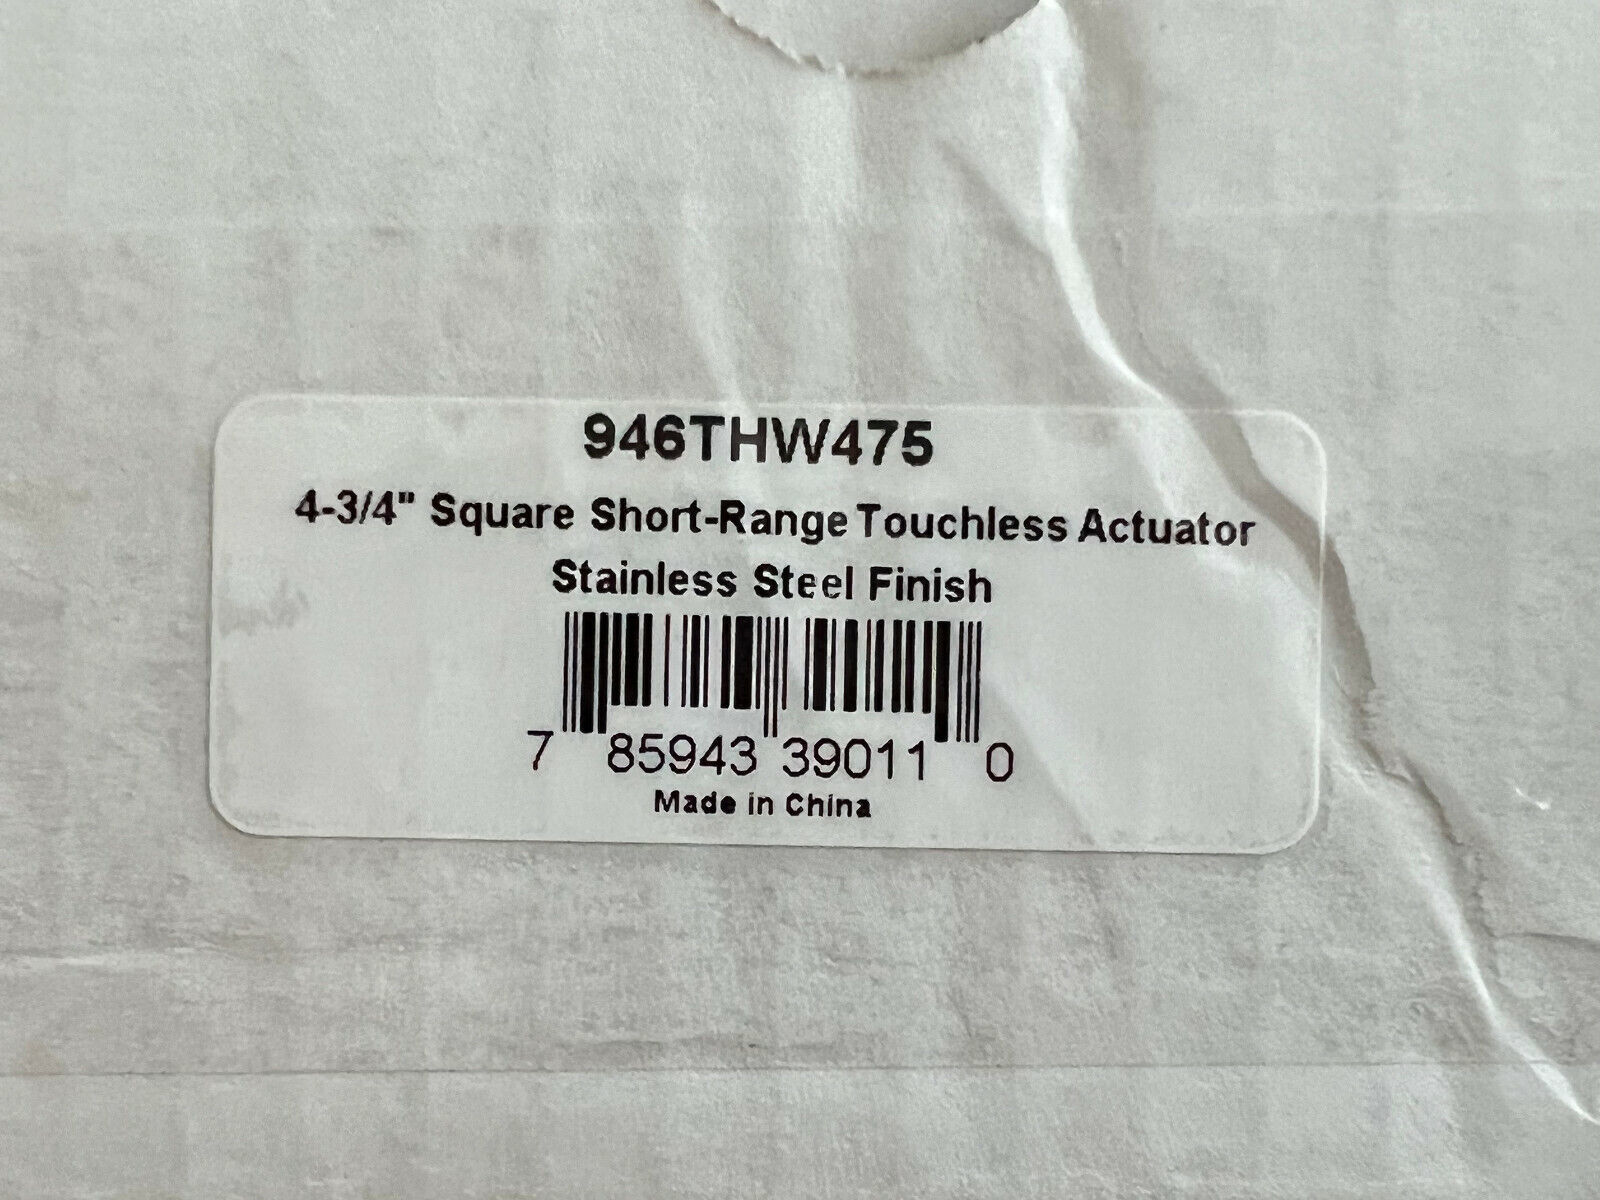 946THW475
4-3/4" Square Short-Range Touchless Actuator
Stainless Steel Finish
7 85943 39011 0
Made in China